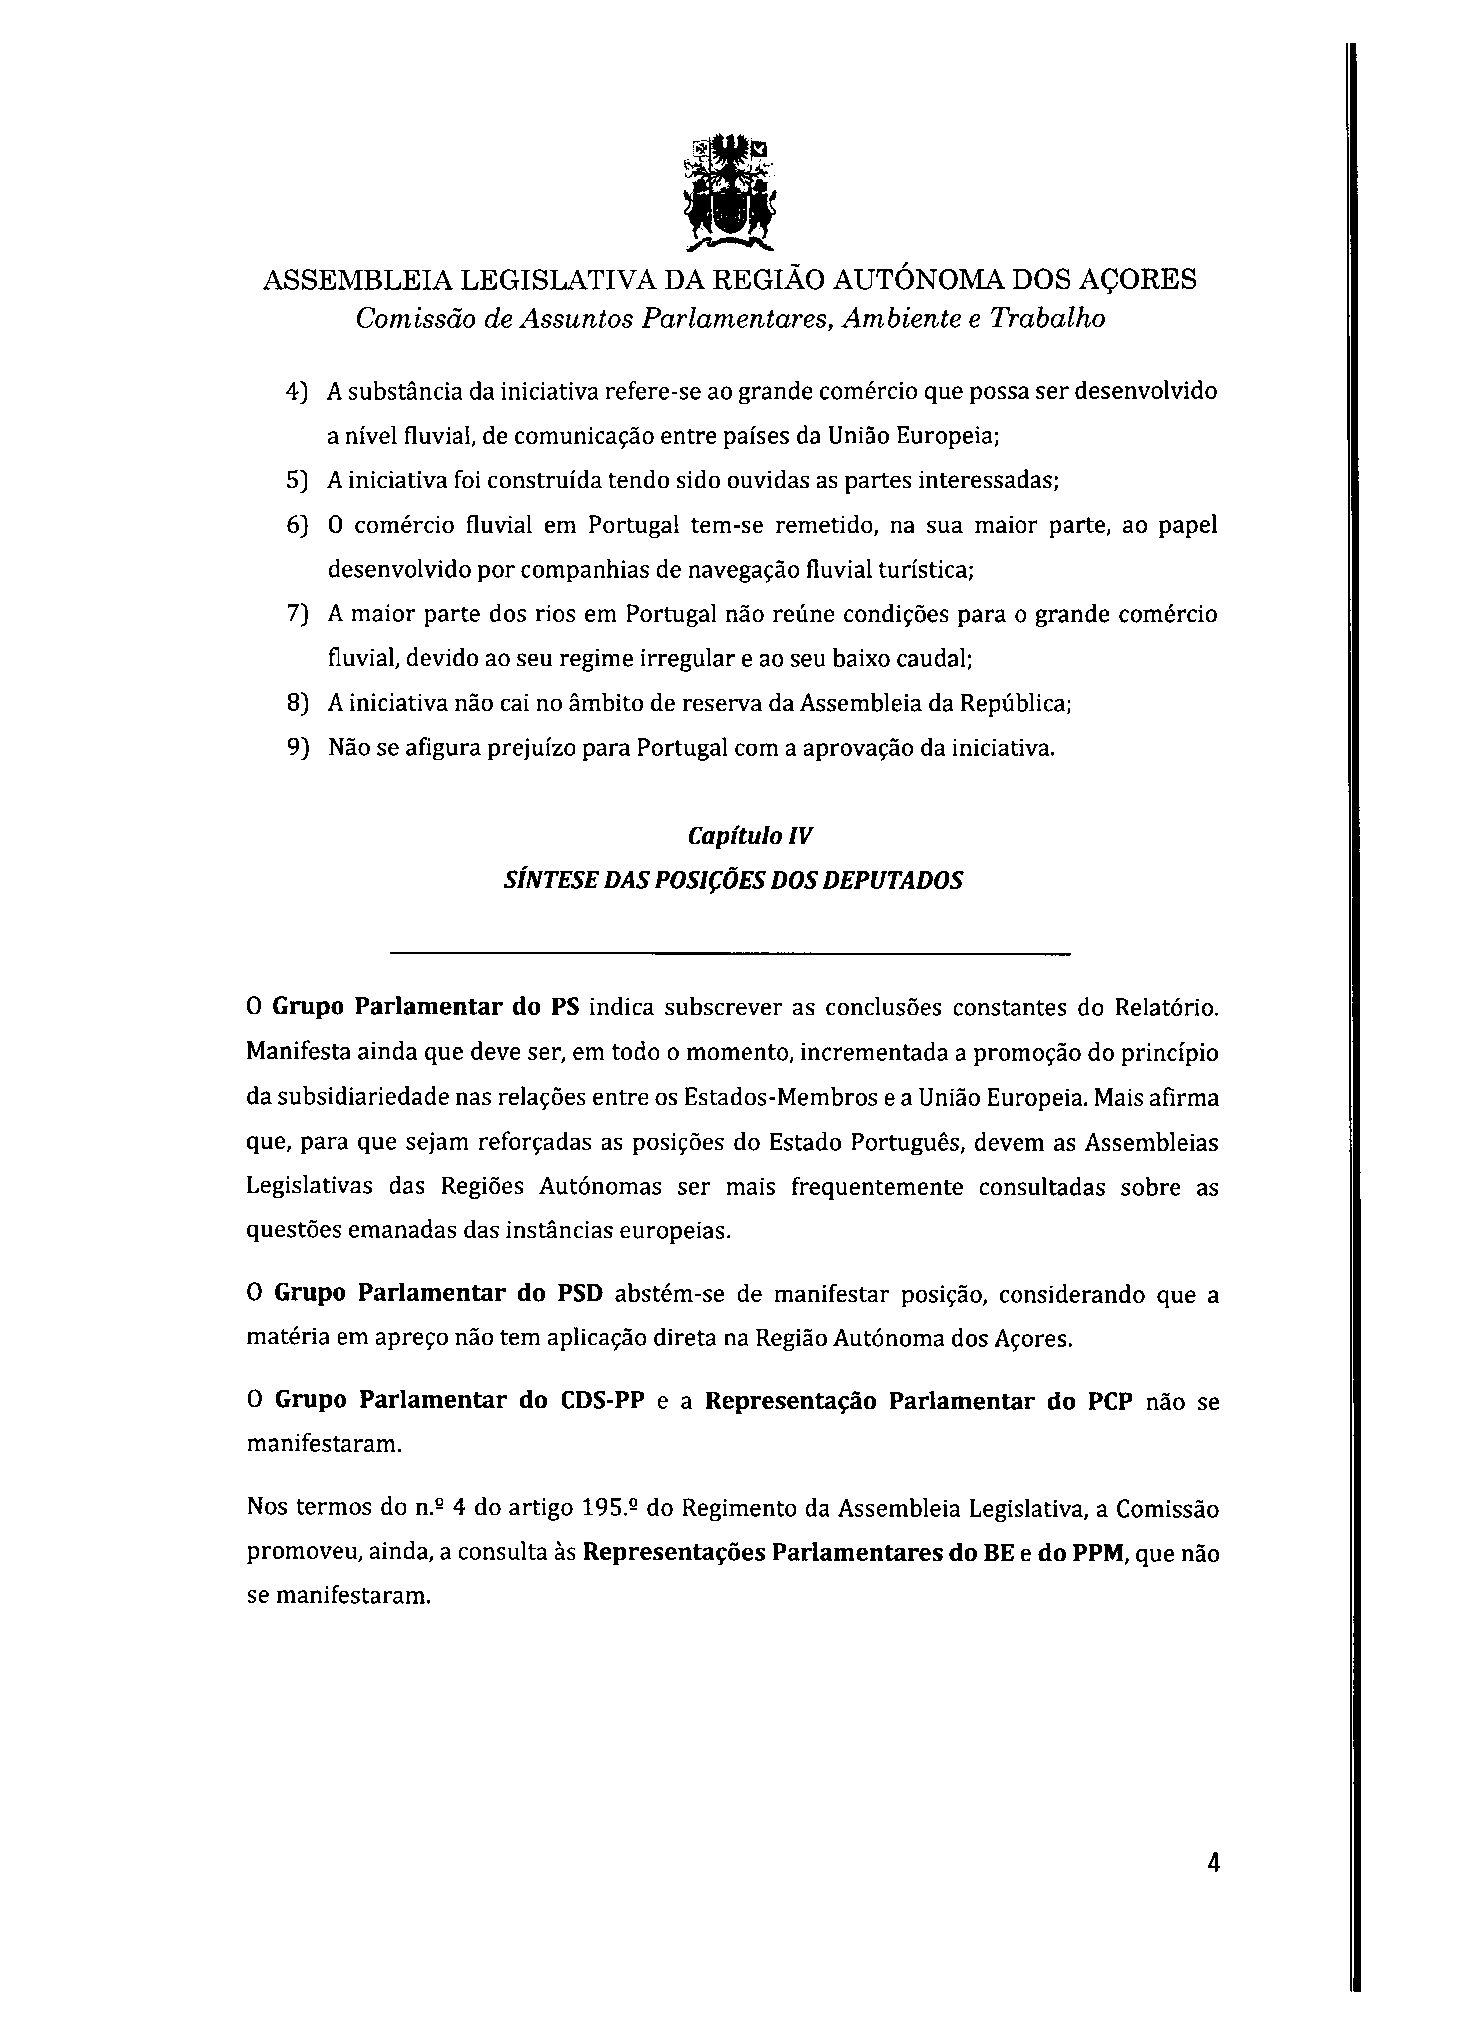 ASSEMBLEIA LEGISLATIVA DA REGIÃO AUTÓNOMA DOS AÇORES
Comissão de Assuntos Parlamentares, Ambiente e Trabalho
4) A substância da iniciativa refere-se ao grande comércio que possa ser desenvolvido
a nível fluvial, de comunicação entre países da União Europeia;
5) A iniciativa foi construída tendo sido ouvidas as partes interessadas;
6) O comércio fluvial em Portugal tem-se remetido, na sua maior parte, ao papel
desenvolvido por companhias de navegação fluvial turística;
7) A maior parte dos rios em Portugal não reúne condições para o grande comércio
fluvial, devido ao seu regime irregular e ao seu baixo caudal;
8) A iniciativa não cai no âmbito de reserva da Assembleia da República;
9) Não se afigura prejuízo para Portugal com a aprovação da iniciativa.
Capítulo IV
SÍNTESE DAS POSIÇÕES DOS DEPUTADOS
O Grupo Parlamentar do PS indica subscrever as conclusões constantes do Relatório.
Manifesta ainda que deve ser, em todo o momento, incrementada a promoção do princípio
da subsidiariedade nas relações entre os Estados-Membros e a União Europeia. Mais afirma
que, para que sejam reforçadas as posições do Estado Português, devem as Assembleias
Legislativas das Regiões Autónomas ser mais frequentemente consultadas sobre as
questões emanadas das instâncias europeias.
O Grupo Parlamentar do PSD abstém-se de manifestar posição, considerando que a
matéria em apreço não tem aplicação direta na Região Autónoma dos Açores.
O Grupo Parlamentar do CDS-PP e a Representação Parlamentar do PCP não se
manifestaram.
Nos termos do n.º 4 do artigo 195.º do Regimento da Assembleia Legislativa, a Comissão
promoveu, ainda, a consulta às Representações Parlamentares do BE e do PPM, que não
se manifestaram.
4